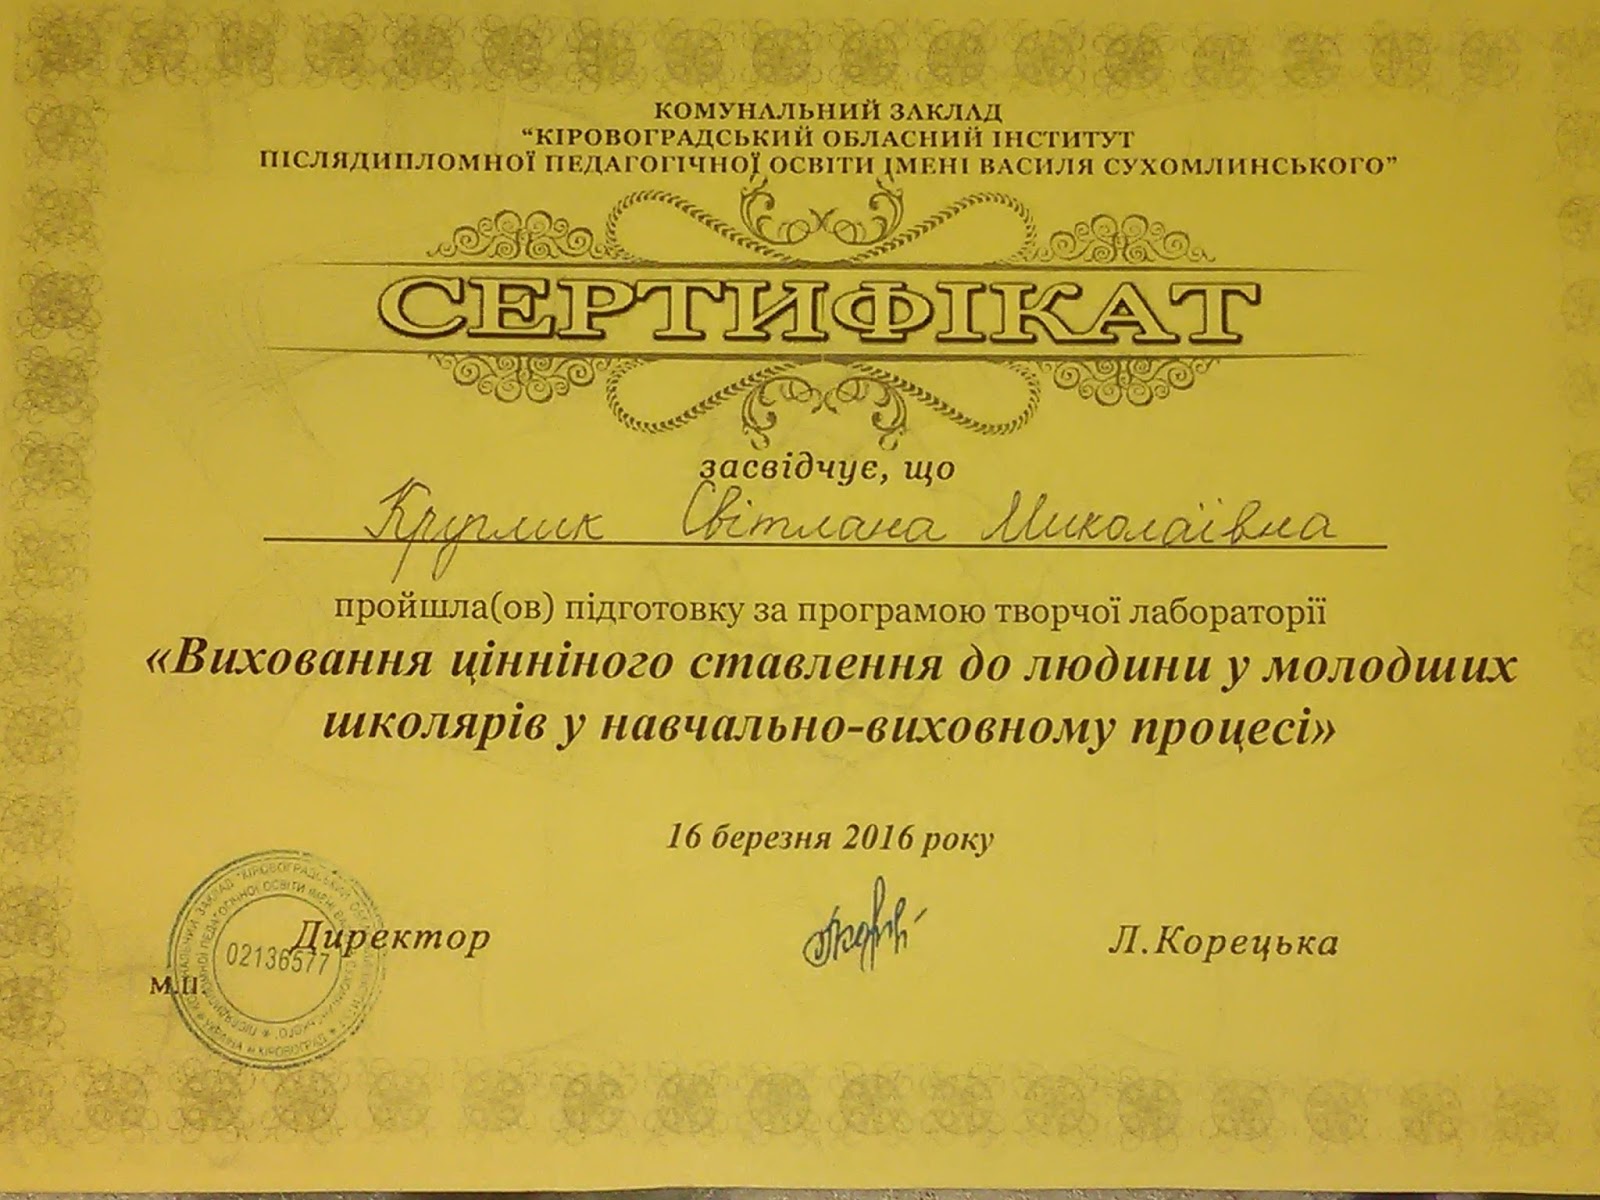 КОМУНАЛЬНИЙ ЗАКЛАД
“КІРОВОГРАДСЬКИЙ ОБЛАСНИЙ ІНСТИТУТ
ПІСЛЯДИПЛОМНОЇ ПЕДАГОГІЧНОЇ ОСВІТИ ІМЕНІ ВАСИЛЯ СУХОМЛИНСЬКОГО”
СЕРТИФІКАТ
засвідчує, що
Круглик Світлана Миколаївна
пройшла(ов) підготовку за програмою творчої лабораторії
«Виховання цінніного ставлення до людини у молодших
школярів у навчально-виховному процесі»
16 березня 2016 року
Директор
Л.Корецька
02136577
М.П.